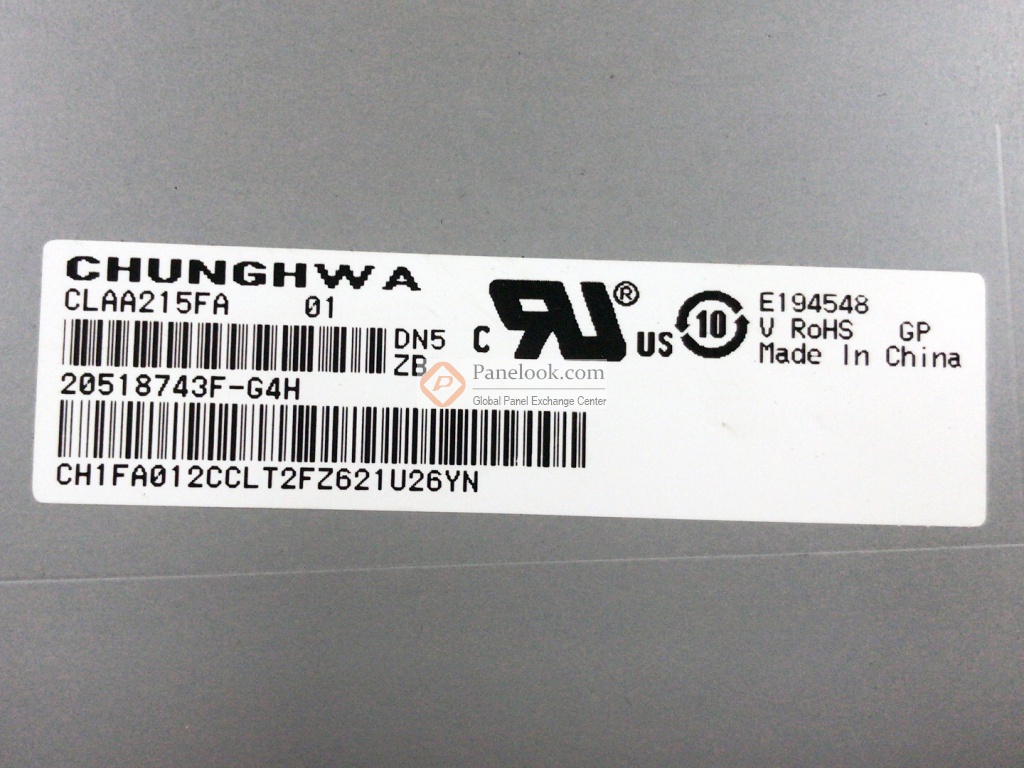 CHUNGHWA
CLAA215FA 01
DN5
ZB
20518743F-G4H
CH1FA012CCLT2FZ621U26YN
C RU® US
10
E194548
V RoHS GP
Made In China
P Panelook.com
Global Panel Exchange Center